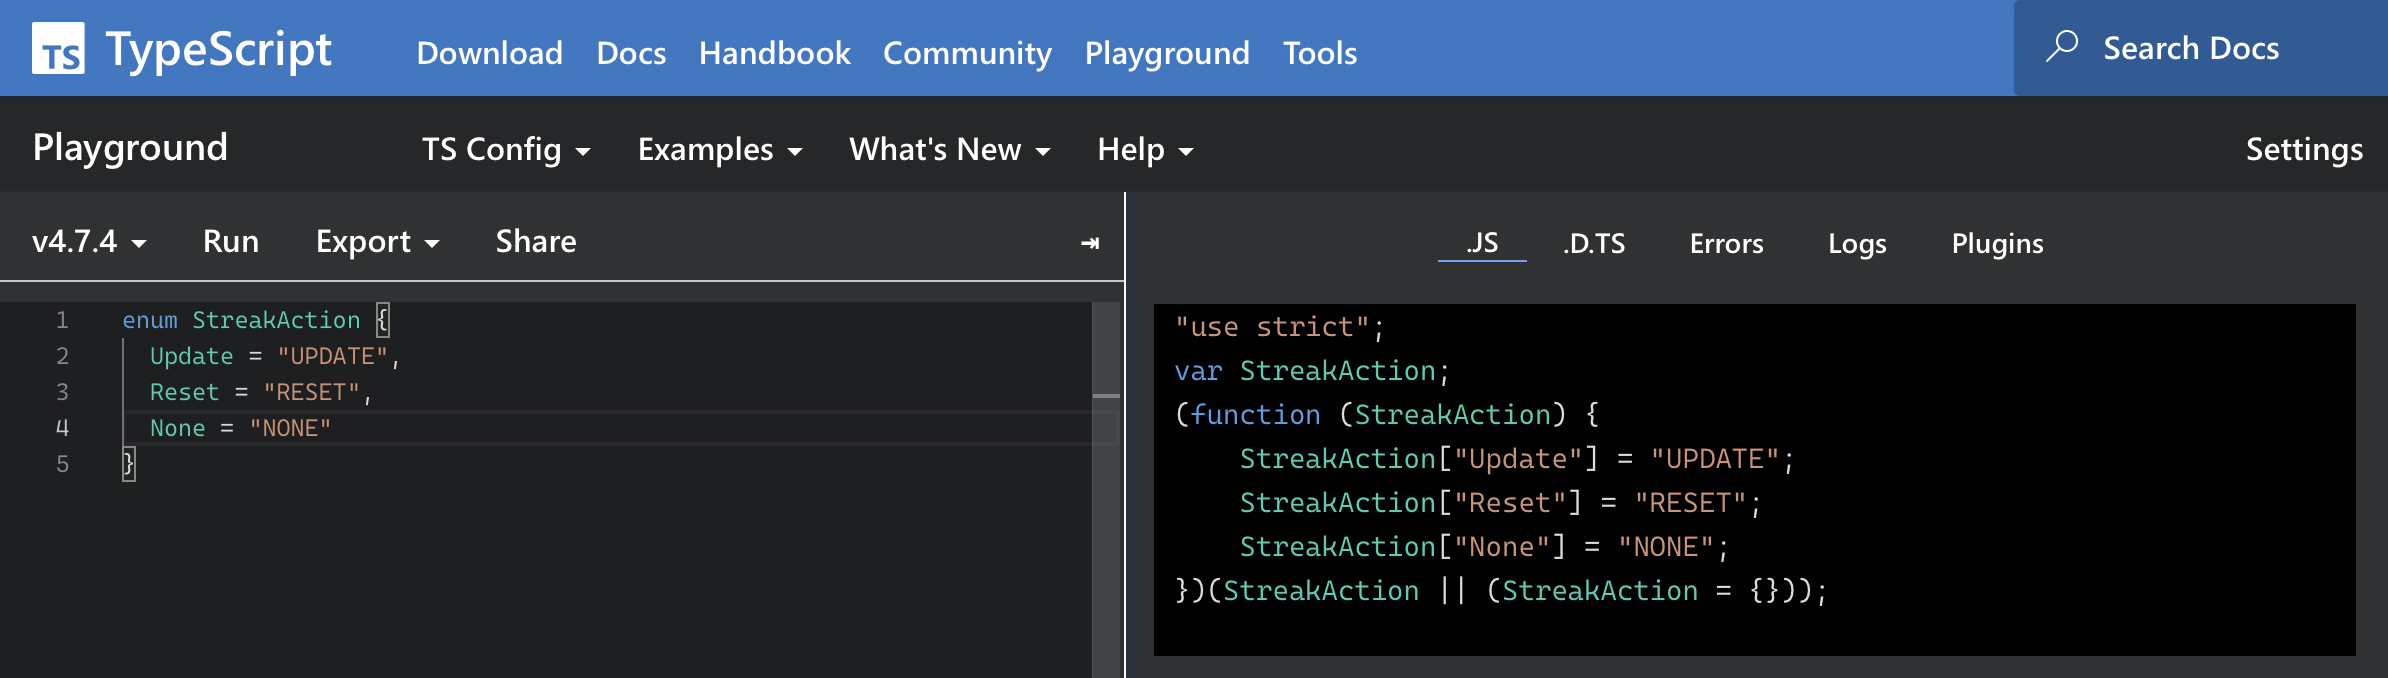 TS TypeScript Download Docs Handbook Community Playground Tools Search Docs
Playground TS Config Examples What's New Help Settings
v4.7.4 Run Export Share
.JS .D.TS Errors Logs Plugins
1 enum StreakAction {
2 Update = "UPDATE",
3 Reset = "RESET",
4 None = "NONE"
5 }
"use strict";
var StreakAction;
(function (StreakAction) {
    StreakAction["Update"] = "UPDATE";
    StreakAction["Reset"] = "RESET";
    StreakAction["None"] = "NONE";
})(StreakAction || (StreakAction = {}));